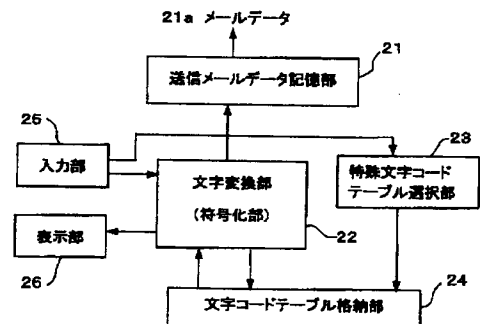 21a メールデータ
21
送信メールデータ記憶部
25
23
入力部
文字変換部
(符号化部)
特殊文字コード
テーブル選択部
表示部
22
26
24
文字コードテーブル格納部